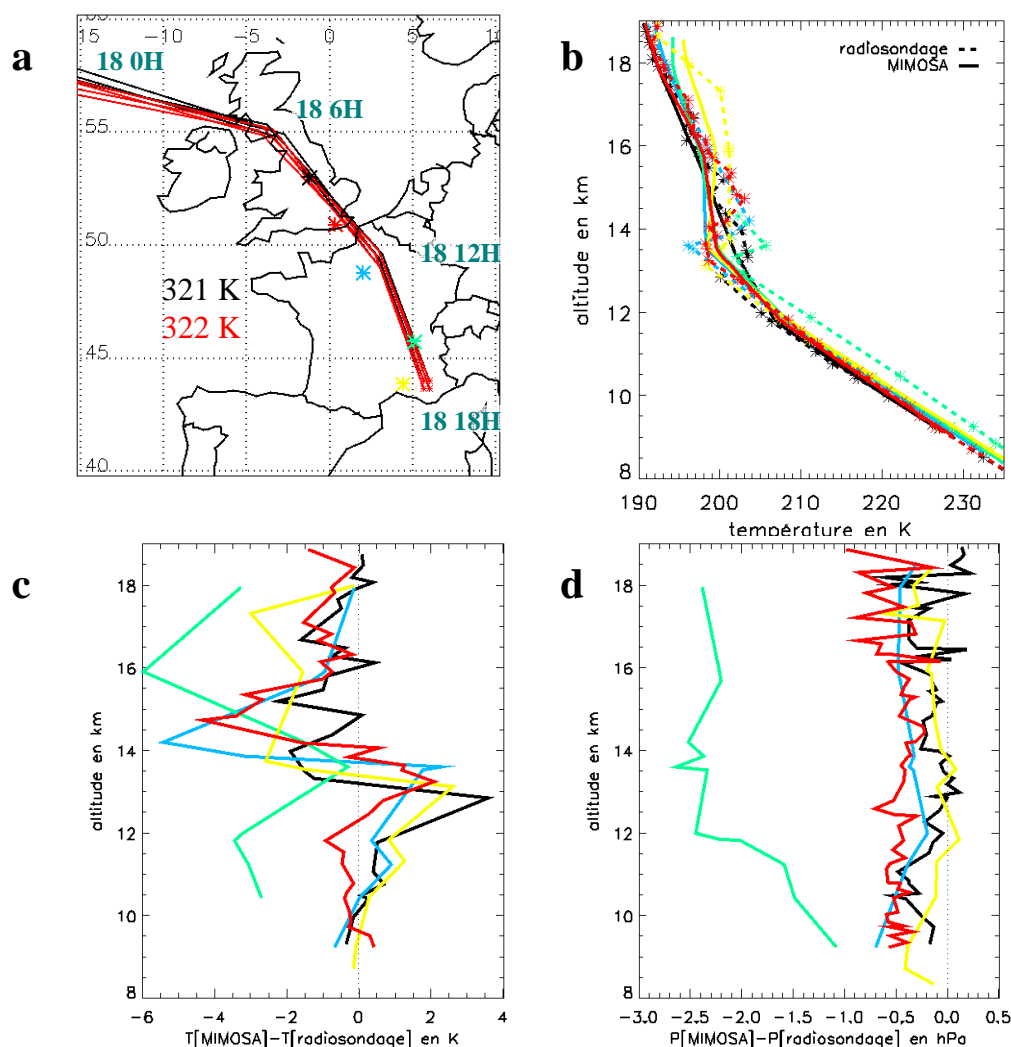 a
15 −10 −5 0 5 10
18 0H
18 6H
55
50
18 12H
321 K
322 K
45
18 18H
40
b
radiosondage
MIMOSA
18
16
14
12
10
8
altitude en km
190 200 210 220 230
température en K
c
18
16
14
12
10
8
altitude en km
−6 −4 −2 0 2 4
T[MIMOSA]−T[radiosondage] en K
d
18
16
14
12
10
8
altitude en km
−3.0 −2.5 −2.0 −1.5 −1.0 −0.5 0.0 0.5
P[MIMOSA]−P[radiosondage] en hPa